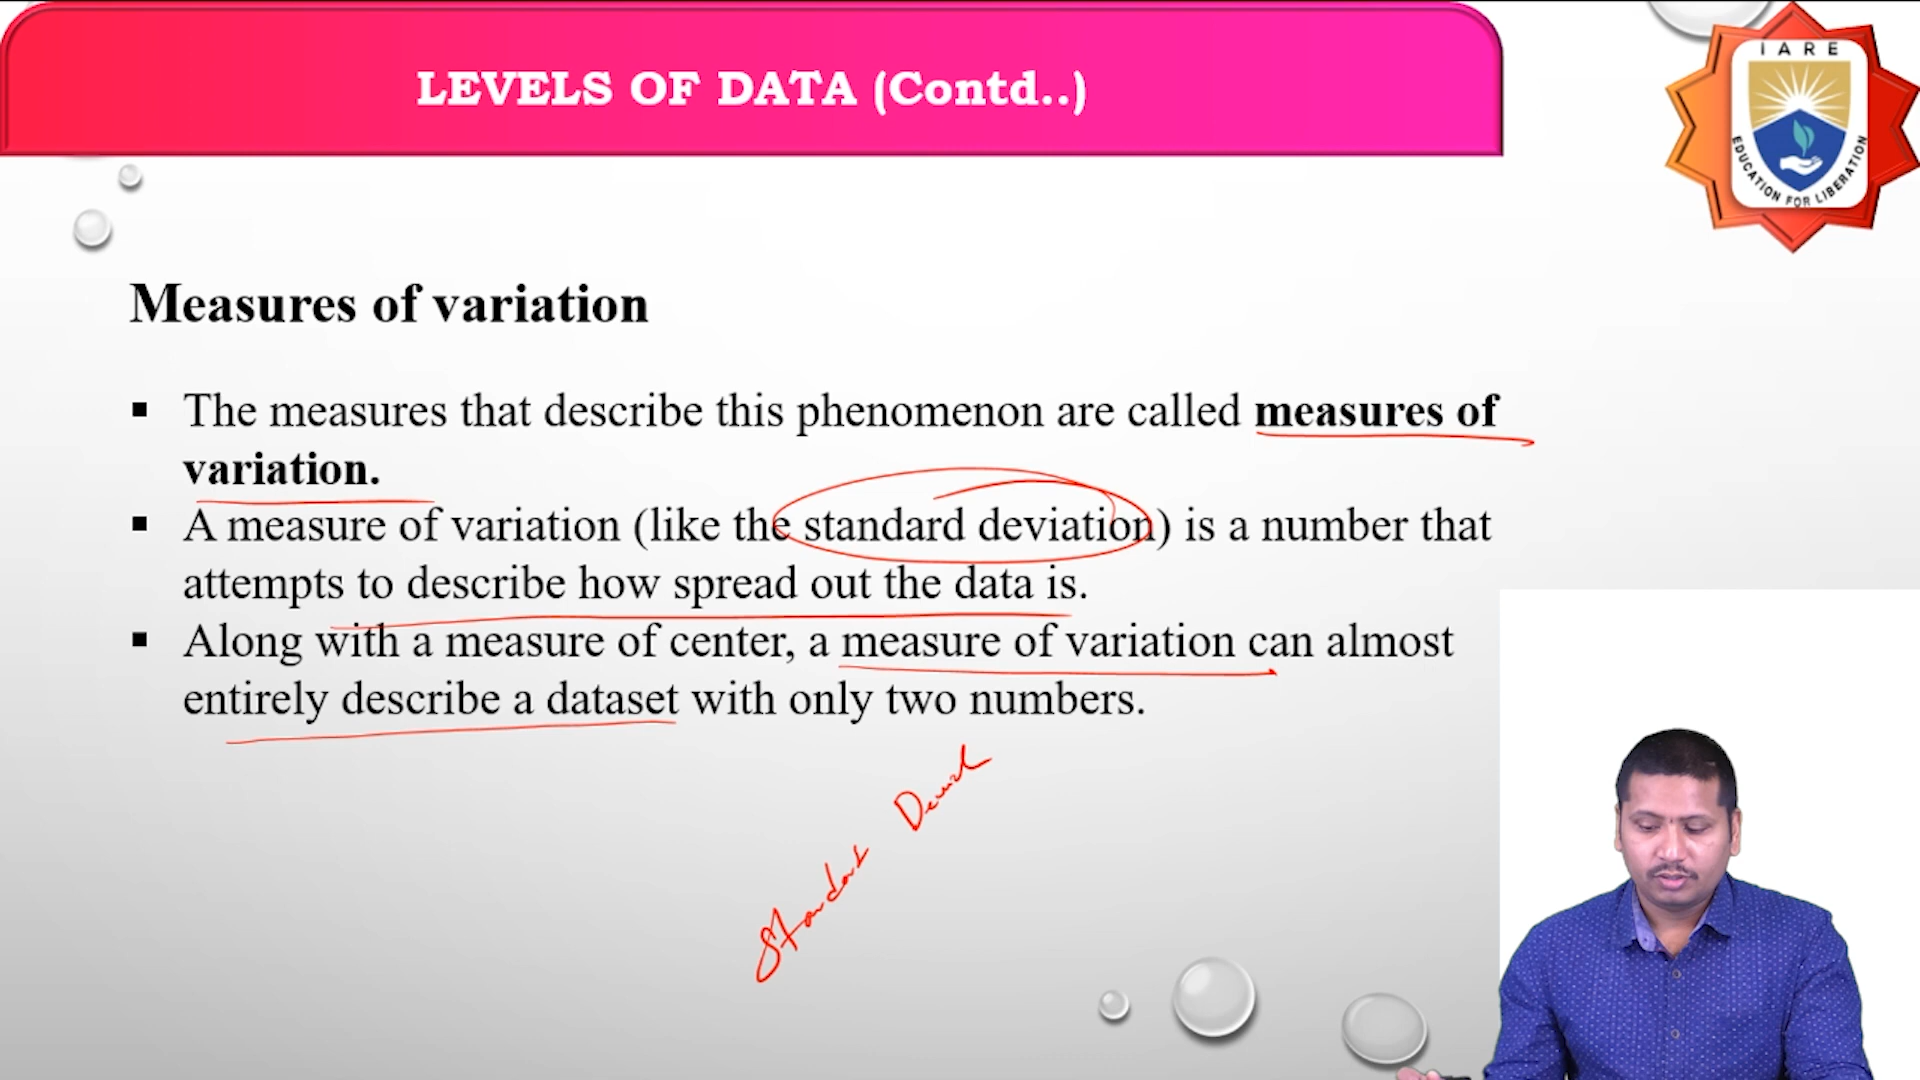 LEVELS OF DATA (Contd..)
IARE
EDUCATION FOR LIBERATION
Measures of variation
▪ The measures that describe this phenomenon are called measures of
variation.
▪ A measure of variation (like the standard deviation) is a number that
attempts to describe how spread out the data is.
▪ Along with a measure of center, a measure of variation can almost
entirely describe a dataset with only two numbers.